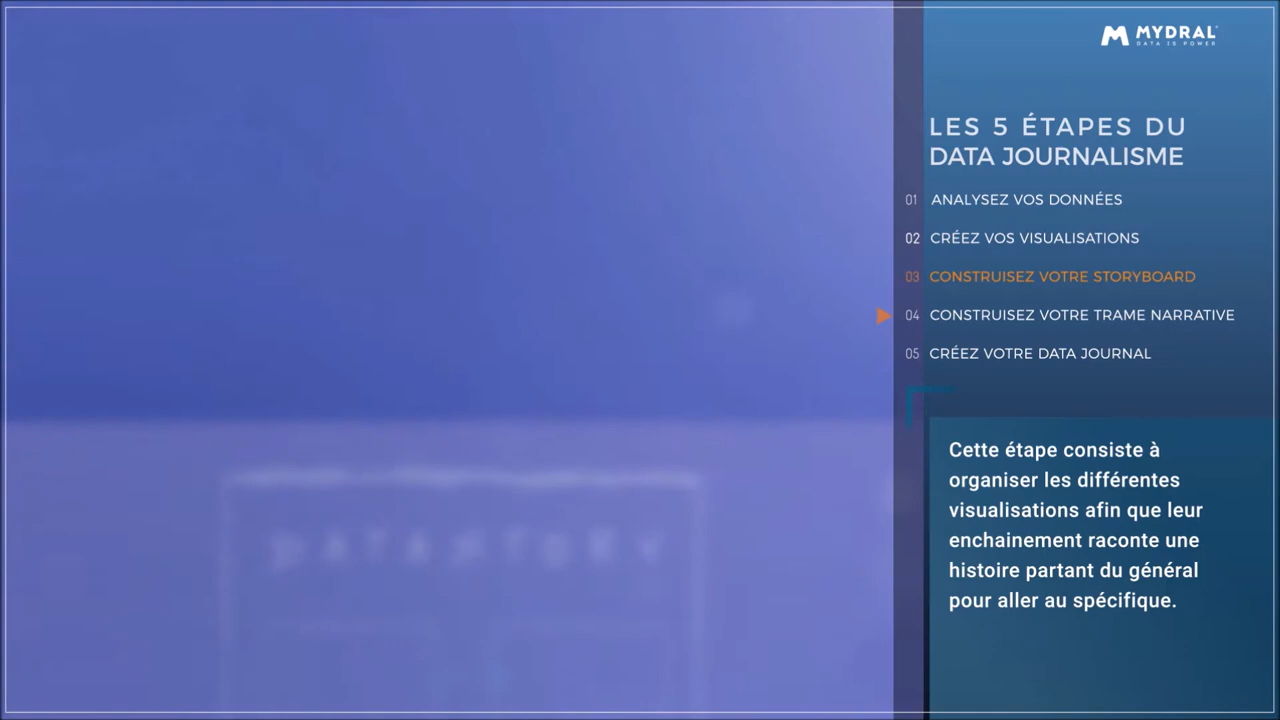 MYDRAL
DATA IS POWER
LES 5 ÉTAPES DU
DATA JOURNALISME
01 ANALYSEZ VOS DONNÉES
02 CRÉEZ VOS VISUALISATIONS
03 CONSTRUISEZ VOTRE STORYBOARD
04 CONSTRUISEZ VOTRE TRAME NARRATIVE
05 CRÉEZ VOTRE DATA JOURNAL
Cette étape consiste à
organiser les différentes
visualisations afin que leur
enchainement raconte une
histoire partant du général
pour aller au spécifique.